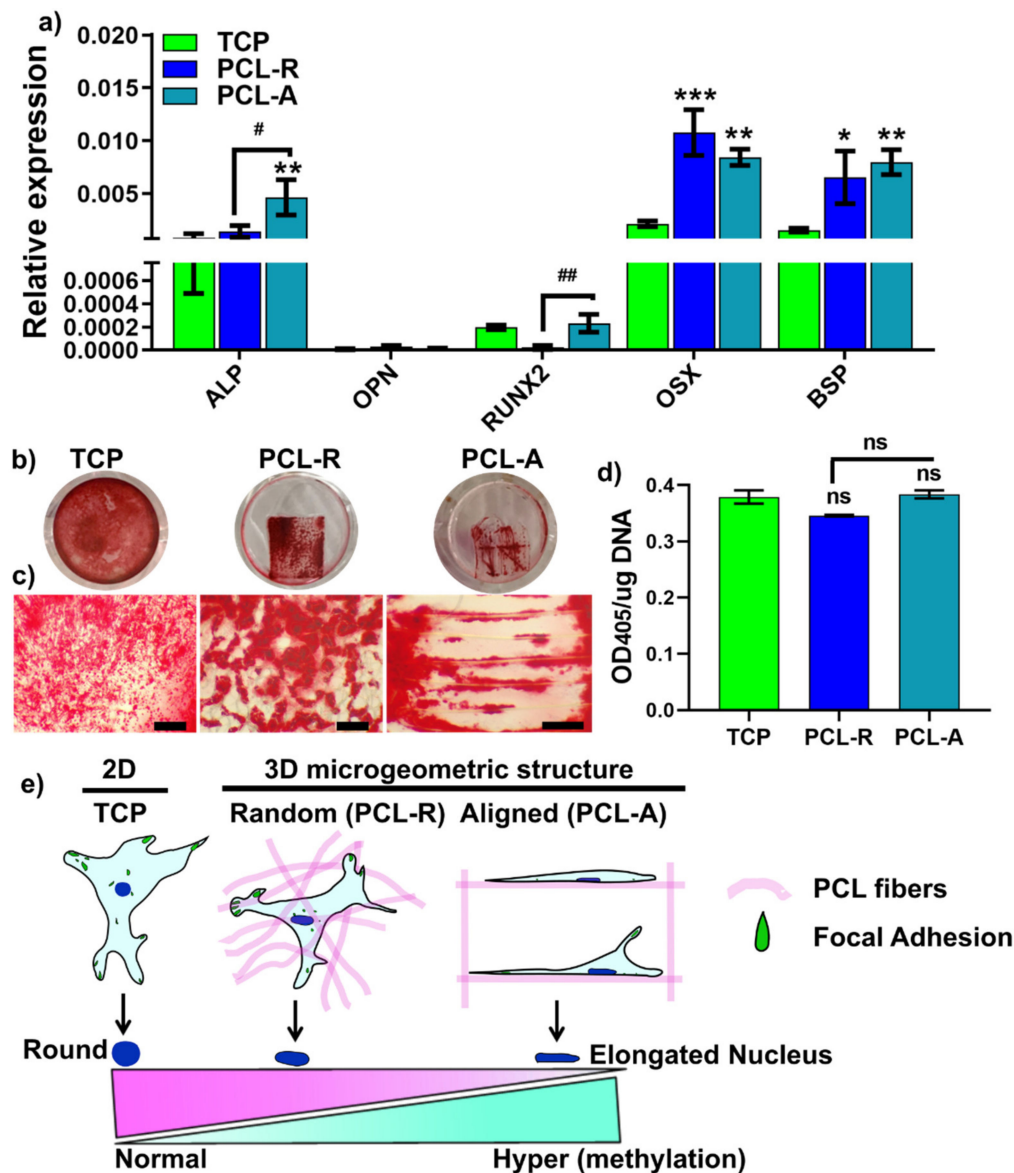 a)
0.020
0.015
0.010
0.005
0.0006
0.0004
0.0002
0.0000
Relative expression
TCP
PCL-R
PCL-A
#
**
##
***
**
*
**
ALP
OPN
RUNX2
OSX
BSP
b)
TCP
PCL-R
PCL-A
c)
d)
OD405/ug DNA
0.4
0.3
0.2
0.1
0.0
ns
ns
ns
TCP
PCL-R
PCL-A
e)
2D
3D microgeometric structure
TCP
Random (PCL-R)
Aligned (PCL-A)
PCL fibers
Focal Adhesion
Round
Elongated Nucleus
Normal
Hyper (methylation)